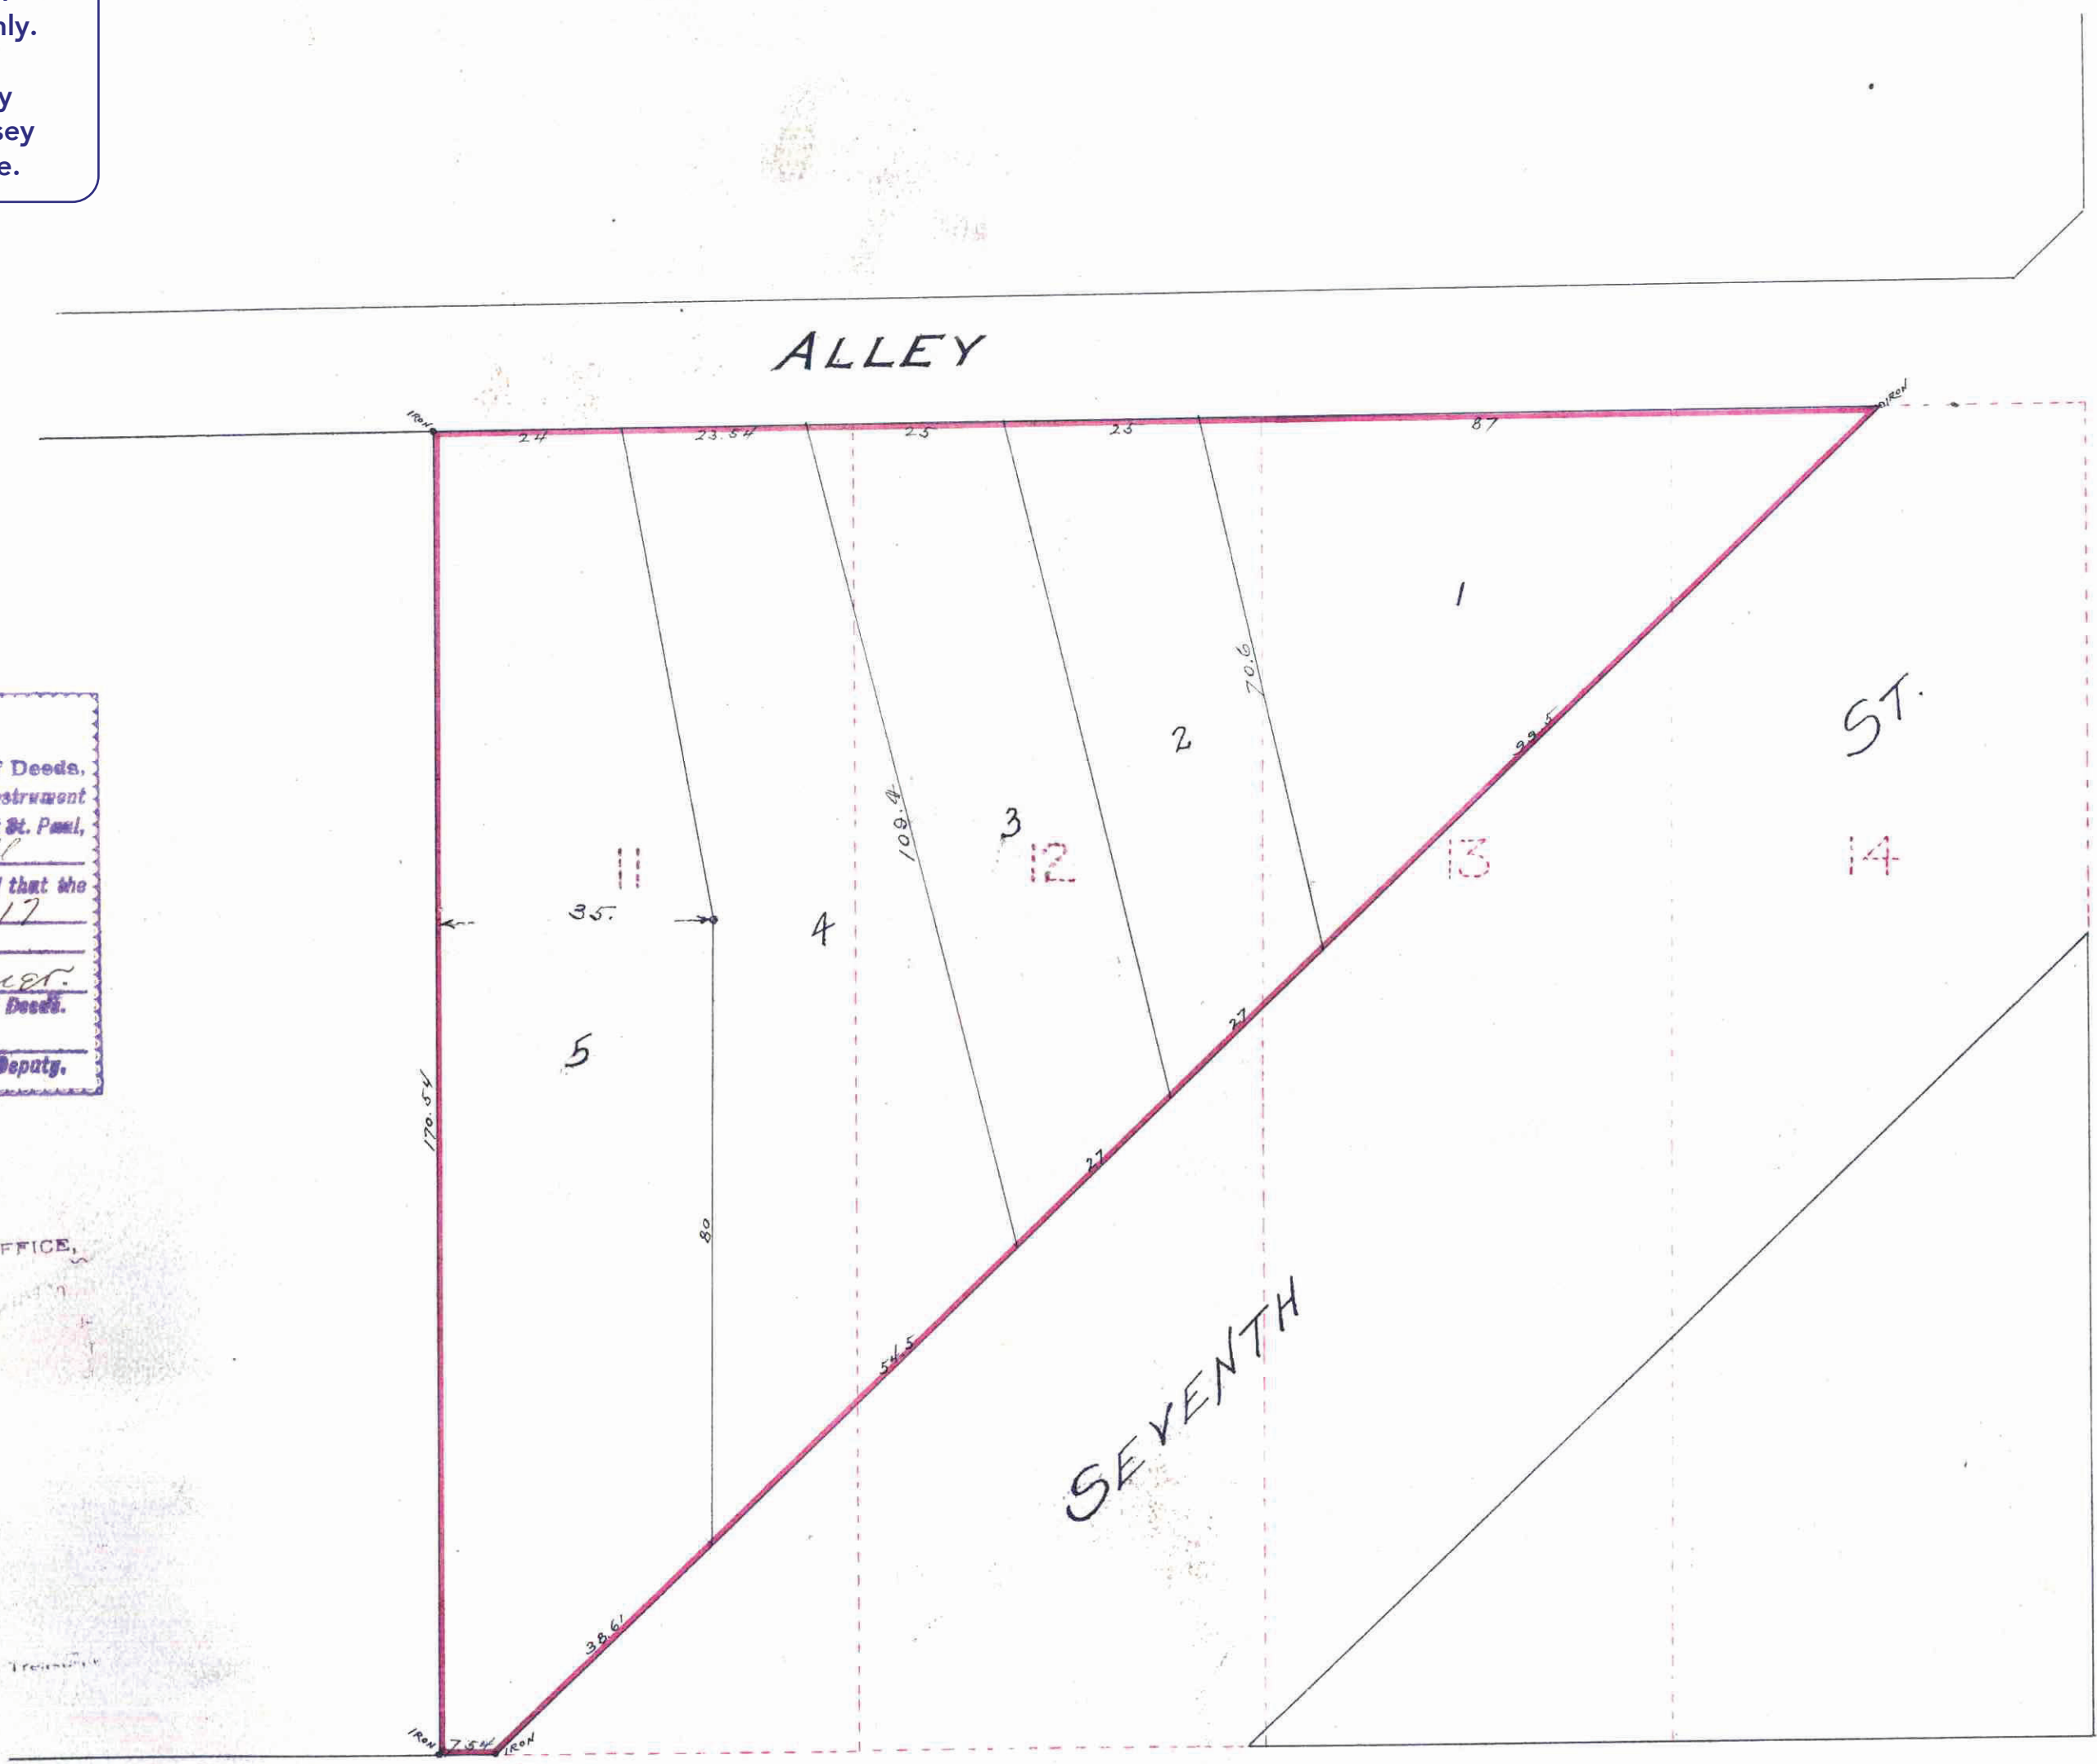 nly.
y
sey
e.
ALLEY
IRON
IRON
24
23.54
25
25
87
1
70.6
ST.
2
99.5
109.4
3
11
12
13
14
35.
4
5
27
170.54
27
80
54.5
SEVENTH
38.61
IRON
7.54
IRON
Deeds,
strument
St. Paul,
that the
17
Deeds.
Deputy.
FFICE,